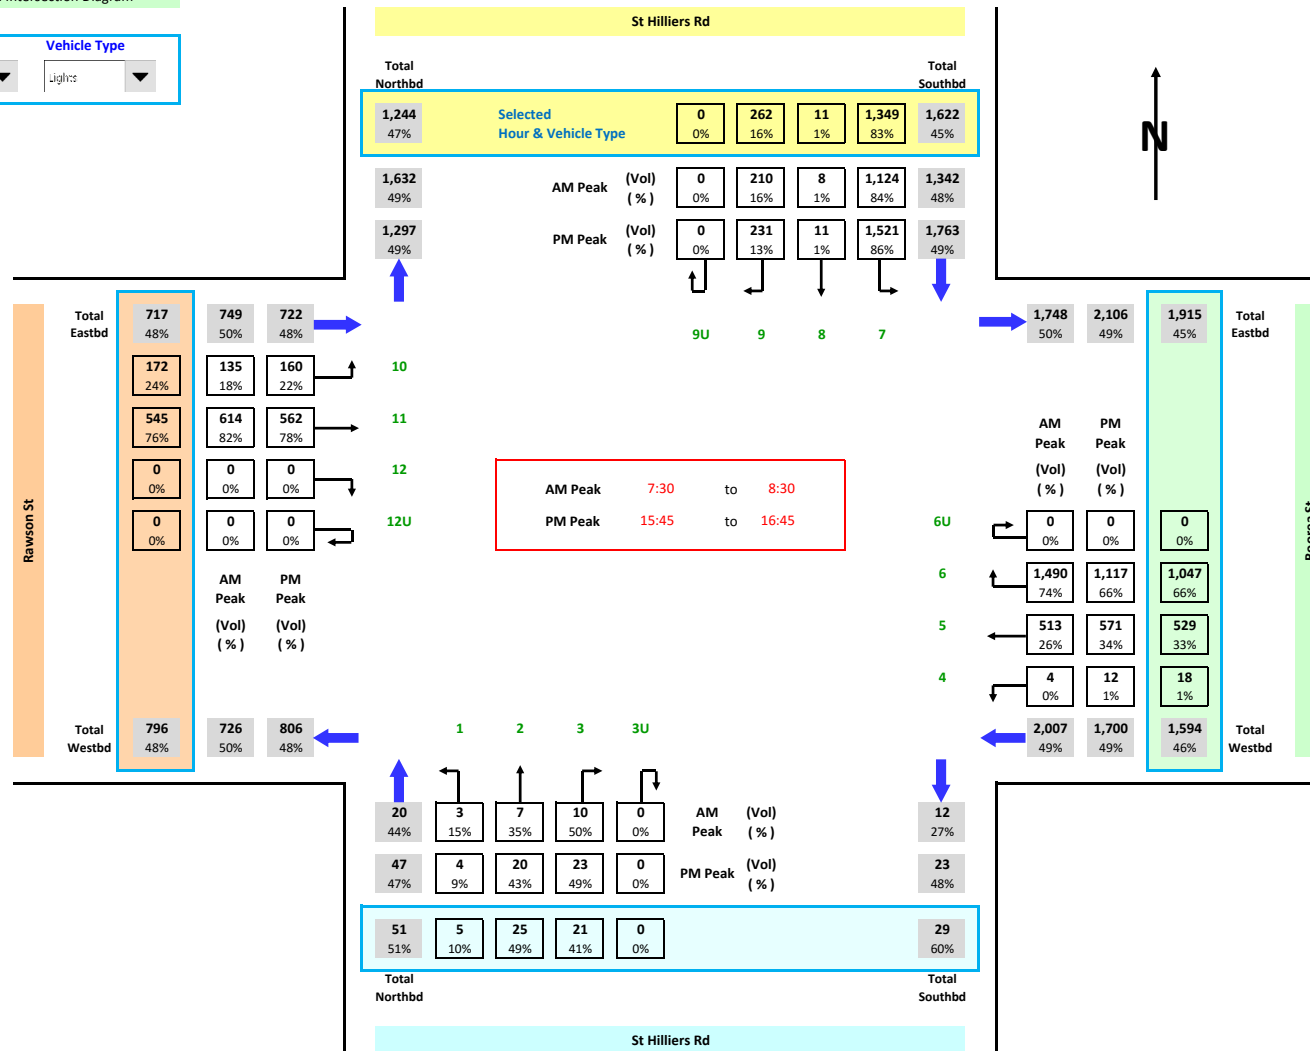 Intersection Diagram
Vehicle Type
Lights
St Hilliers Rd
Total Northbd
Total Southbd
1,244 Selected 0 262 11 1,349 1,622
47% Hour & Vehicle Type 0% 16% 1% 83% 45%
N
1,632 AM Peak (Vol) 0 210 8 1,124 1,342
49% ( % ) 0% 16% 1% 84% 48%
1,297 PM Peak (Vol) 0 231 11 1,521 1,763
49% ( % ) 0% 13% 1% 86% 49%
9U 9 8 7
Total Eastbd
717 749 722
48% 50% 48%
172 135 160 10
24% 18% 22%
545 614 562 11
76% 82% 78%
0 0 0 12
0% 0% 0%
0 0 0 12U
0% 0% 0%
AM Peak
PM Peak
(Vol) (Vol)
( % ) ( % )
Rawson St
Total Westbd
796 726 806
48% 50% 48%
AM Peak 7:30 to 8:30
PM Peak 15:45 to 16:45
1,748 2,106 1,915
50% 49% 45%
Total Eastbd
AM Peak
PM Peak
(Vol) (Vol)
( % ) ( % )
6U 0 0 0
0% 0% 0%
6 1,490 1,117 1,047
74% 66% 66%
5 513 571 529
26% 34% 33%
4 4 12 18
0% 1% 1%
2,007 1,700 1,594
49% 49% 46%
Total Westbd
1 2 3 3U
20 3 7 10 0 AM Peak (Vol) 12
44% 15% 35% 50% 0% ( % ) 27%
47 4 20 23 0 PM Peak (Vol) 23
47% 9% 43% 49% 0% ( % ) 48%
51 5 25 21 0 29
51% 10% 49% 41% 0% 60%
Total Northbd
Total Southbd
St Hilliers Rd